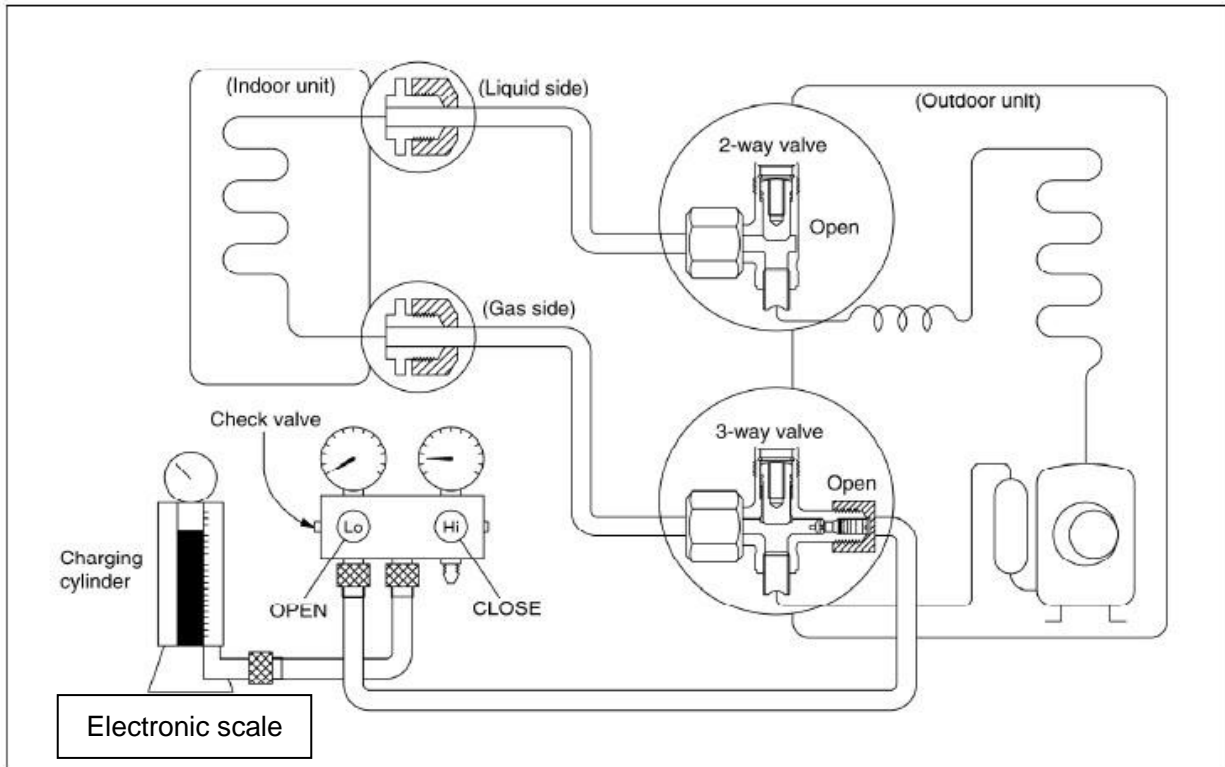 (Indoor unit)
(Liquid side)
(Outdoor unit)
2-way valve
Open
(Gas side)
3-way valve
Open
Check valve
Lo
Hi
Charging
cylinder
OPEN
CLOSE
Electronic scale